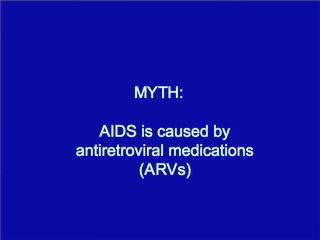 MYTH:
AIDS is caused by
antiretroviral medications
(ARVs)